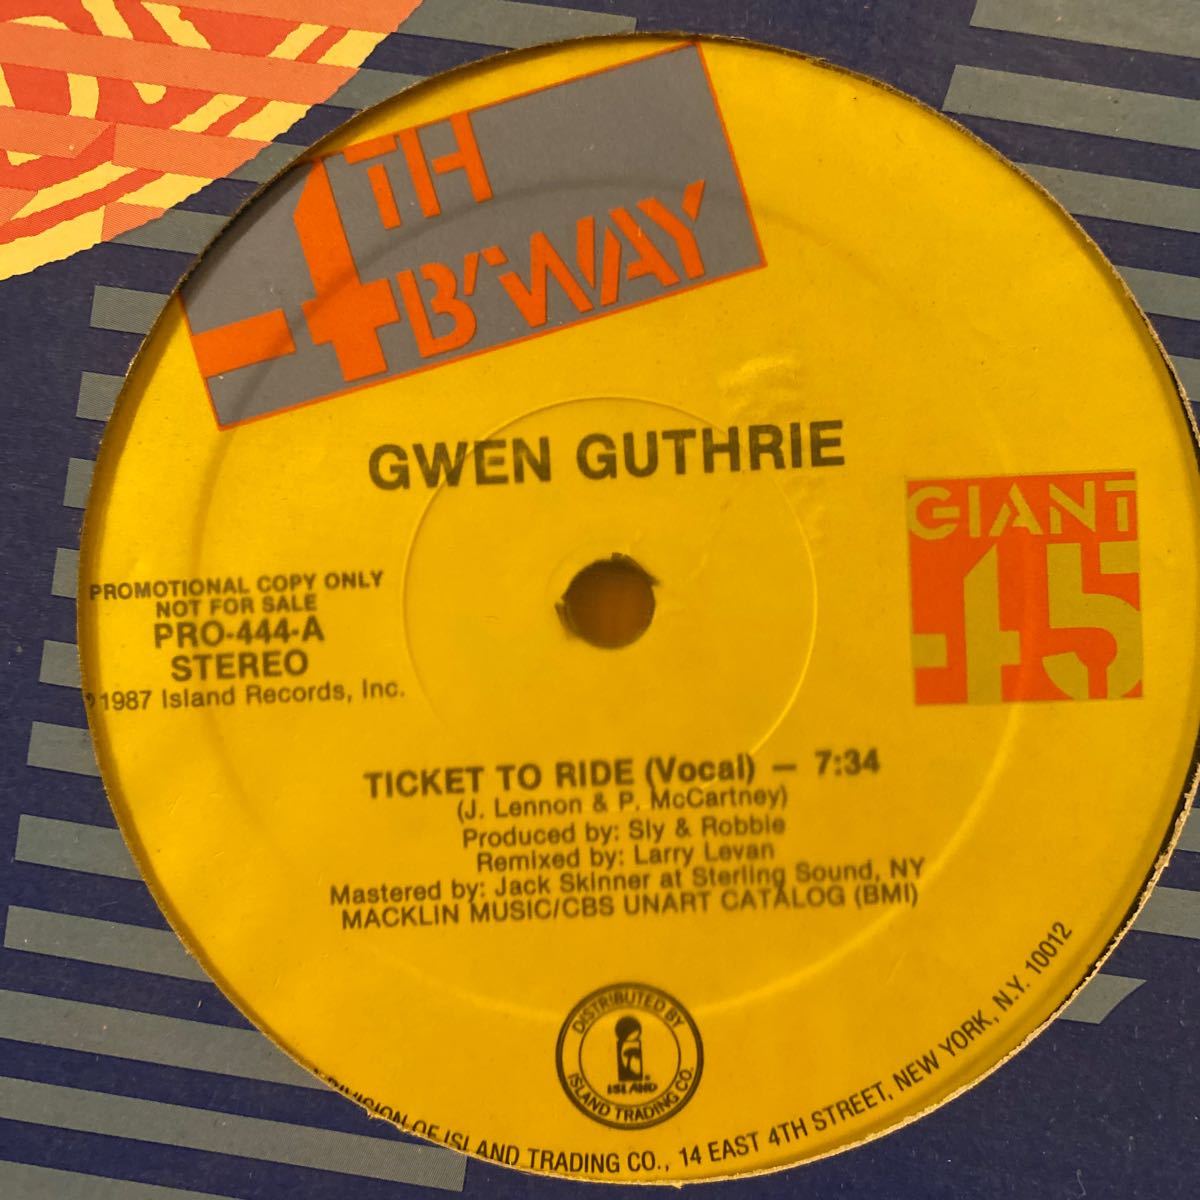 4TH
B'WAY
GWEN GUTHRIE
GIANT
45
PROMOTIONAL COPY ONLY
NOT FOR SALE
PRO-444-A
STEREO
℗1987 Island Records, Inc.
TICKET TO RIDE (Vocal) — 7:34
(J. Lennon & P. McCartney)
Produced by: Sly & Robbie
Remixed by: Larry Levan
Mastered by: Jack Skinner at Sterling Sound, NY
MACKLIN MUSIC/CBS UNART CATALOG (BMI)
DISTRIBUTED BY
ISLAND
ISLAND TRADING CO.
DIVISION OF ISLAND TRADING CO., 14 EAST 4TH STREET, NEW YORK, N.Y. 10012